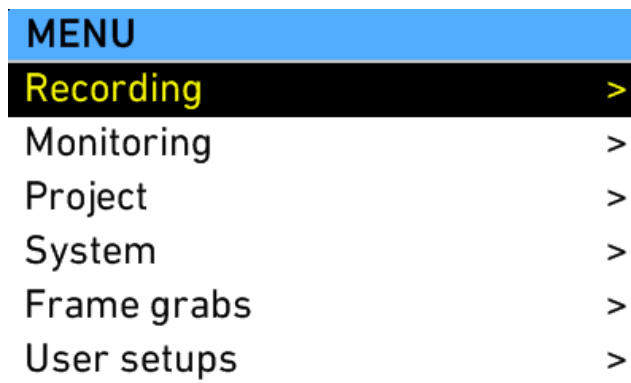 MENU
Recording >
Monitoring >
Project >
System >
Frame grabs >
User setups >